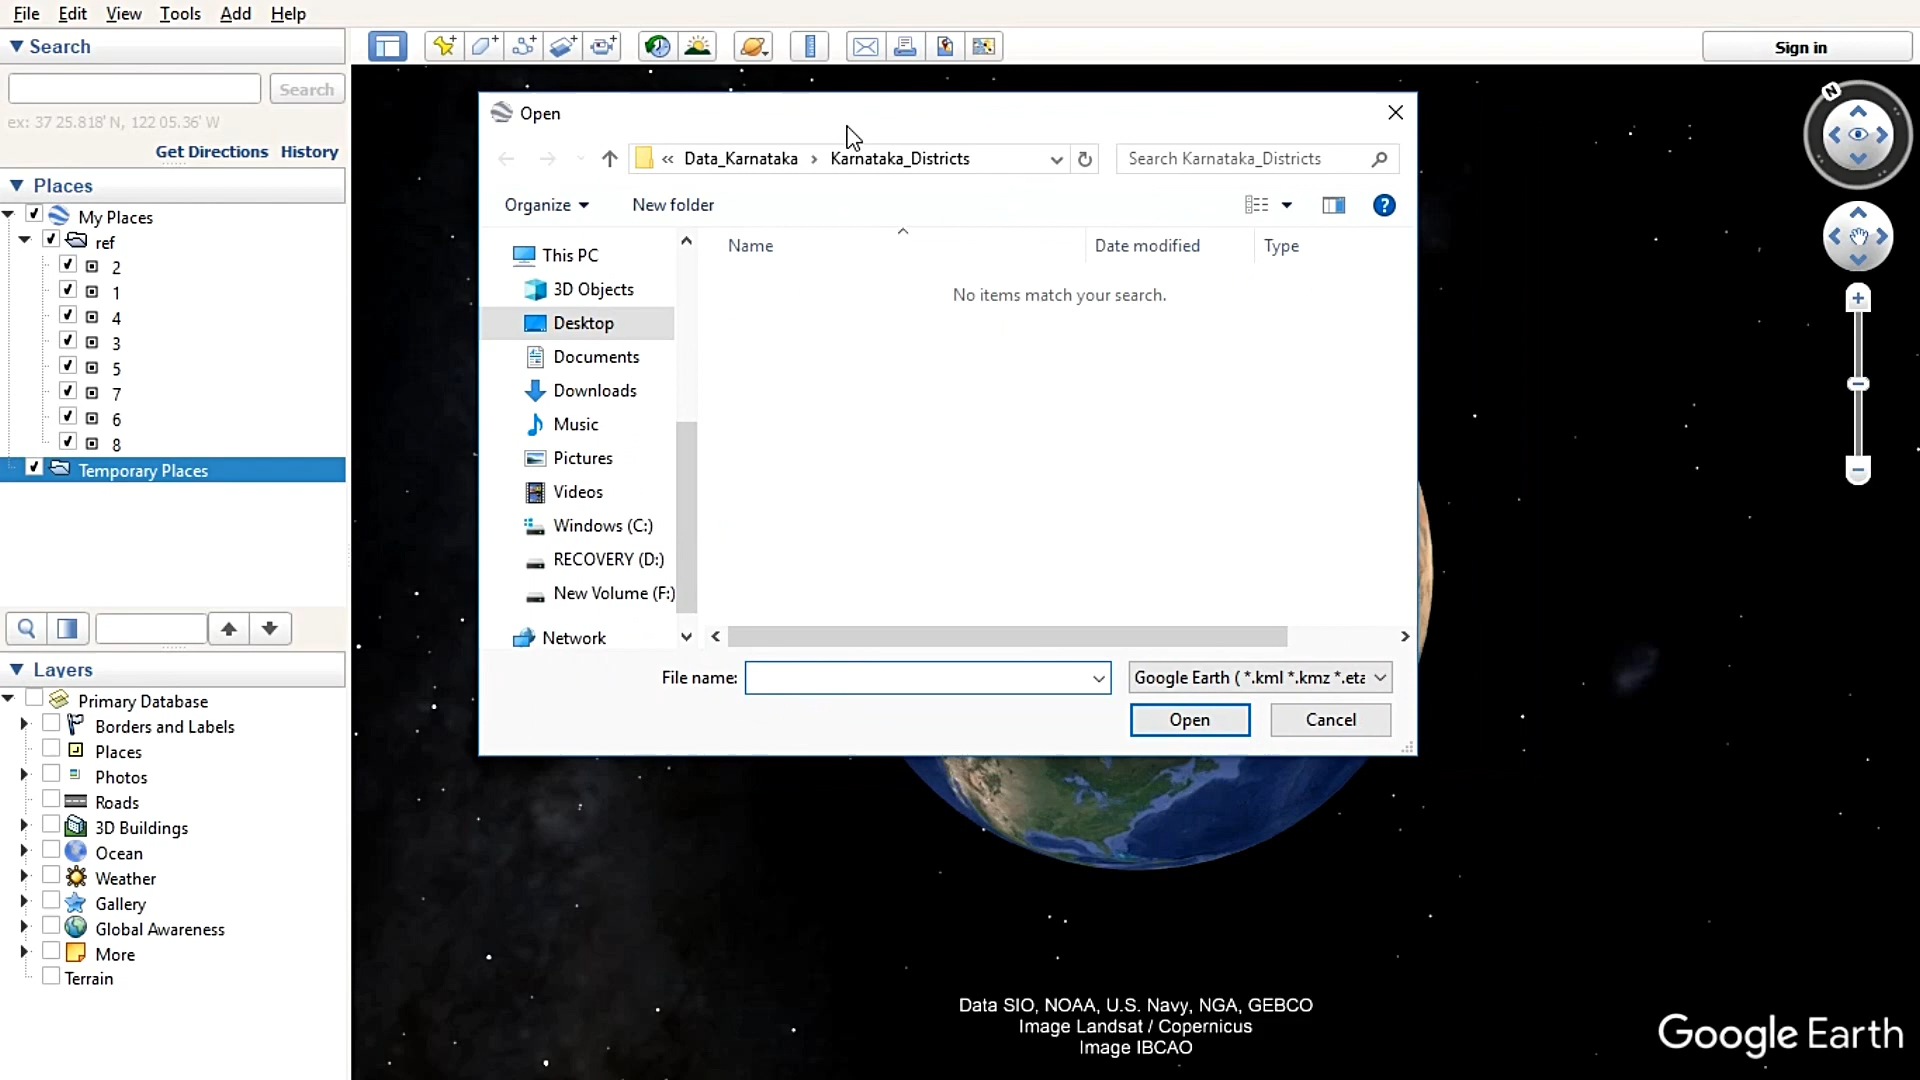 File Edit View Tools Add Help
Search
Search
ex: 37 25.818' N, 122 05.36' W
Get Directions History
Places
My Places
ref
2
1
4
3
5
7
6
8
Temporary Places
Layers
Primary Database
Borders and Labels
Places
Photos
Roads
3D Buildings
Ocean
Weather
Gallery
Global Awareness
More
Terrain
Sign in
Open
« Data_Karnataka › Karnataka_Districts
Search Karnataka_Districts
Organize New folder
This PC
3D Objects
Desktop
Documents
Downloads
Music
Pictures
Videos
Windows (C:)
RECOVERY (D:)
New Volume (F:)
Network
Name Date modified Type
No items match your search.
File name:
Google Earth ( *.kml *.kmz *.eta
Open Cancel
N
Data SIO, NOAA, U.S. Navy, NGA, GEBCO
Image Landsat / Copernicus
Image IBCAO
Google Earth